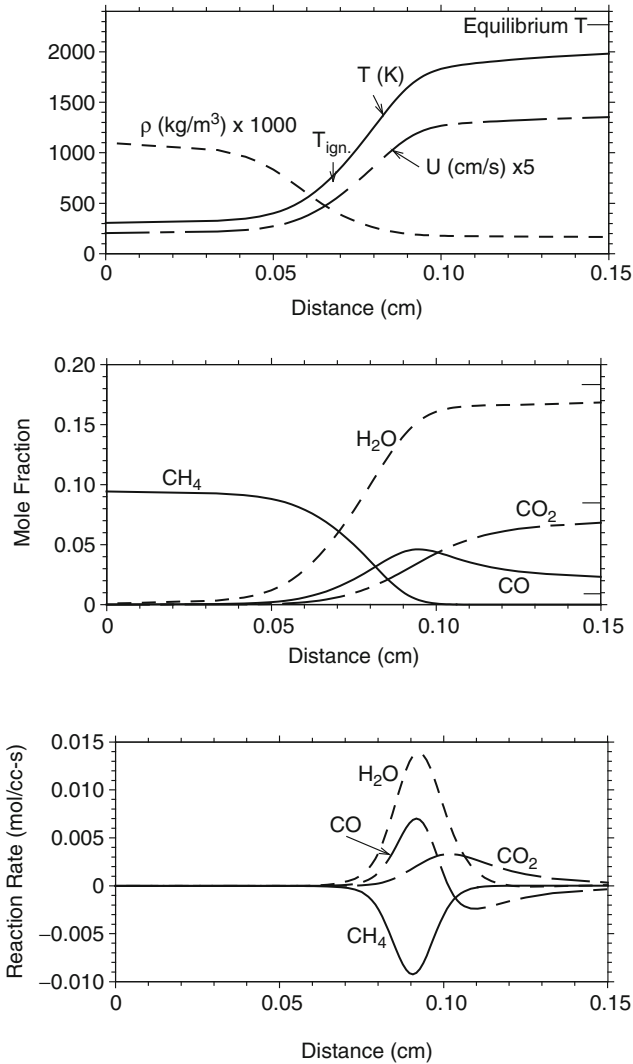 Equilibrium T
2000
T (K)
1500
ρ (kg/m³) x 1000
T_ign.
1000
U (cm/s) x5
500
0
0 0.05 0.10 0.15
Distance (cm)
0.20
H₂O
0.15
CH₄
Mole Fraction
0.10
CO₂
0.05
CO
0
0 0.05 0.10 0.15
Distance (cm)
0.015
H₂O
0.010
CO
0.005
CO₂
Reaction Rate (mol/cc-s)
0
−0.005
CH₄
−0.010
0 0.05 0.10 0.15
Distance (cm)